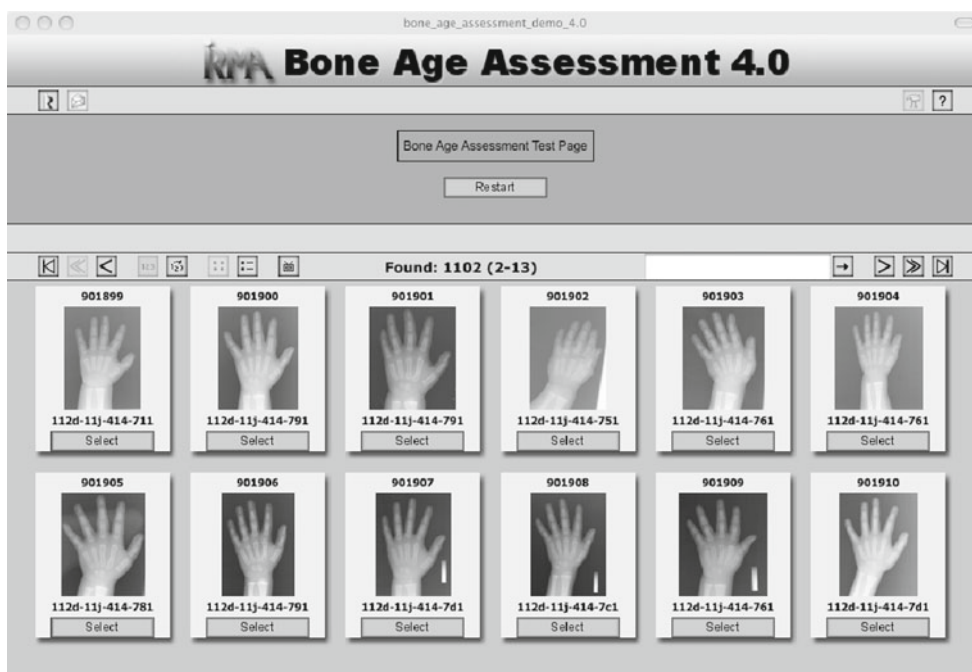 bone_age_assessment_demo_4.0
IRMA Bone Age Assessment 4.0
?
Bone Age Assessment Test Page
Restart
Found: 1102 (2-13)
901899 901900 901901 901902 901903 901904
112d-11j-414-711 112d-11j-414-791 112d-11j-414-791 112d-11j-414-751 112d-11j-414-761 112d-11j-414-761
Select Select Select Select Select Select
901905 901906 901907 901908 901909 901910
112d-11j-414-781 112d-11j-414-791 112d-11j-414-7d1 112d-11j-414-7c1 112d-11j-414-761 112d-11j-414-7d1
Select Select Select Select Select Select